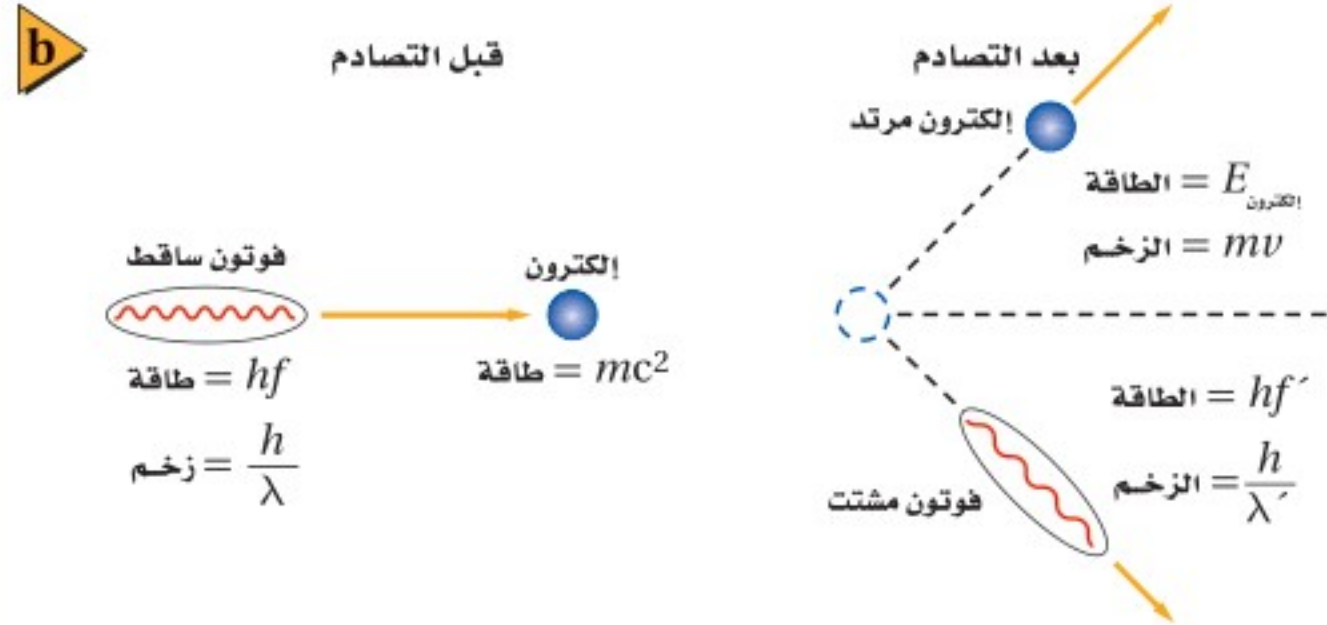 b
قبل التصادم
فوتون ساقط
إلكترون
طاقة = hf
طاقة = mc²
زخم = h/λ
بعد التصادم
إلكترون مرتد
الطاقة = E إلكترون
الزخم = mv
الطاقة = hf´
الزخم = h/λ´
فوتون مشتت